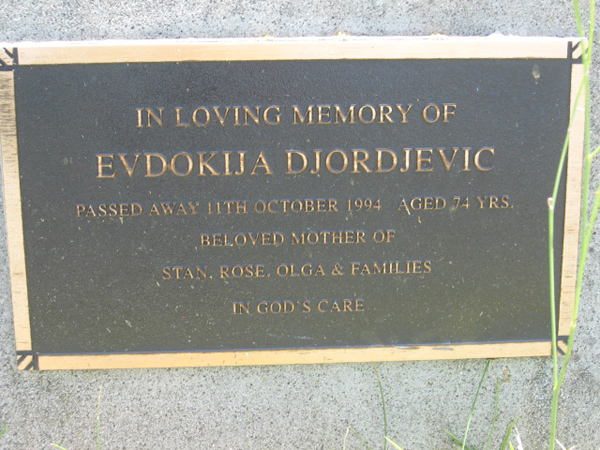 IN LOVING MEMORY OF
EVDOKIJA DJORDJEVIC
PASSED AWAY 11TH OCTOBER 1994 AGED 74 YRS.
BELOVED MOTHER OF
STAN, ROSE, OLGA & FAMILIES
IN GOD'S CARE